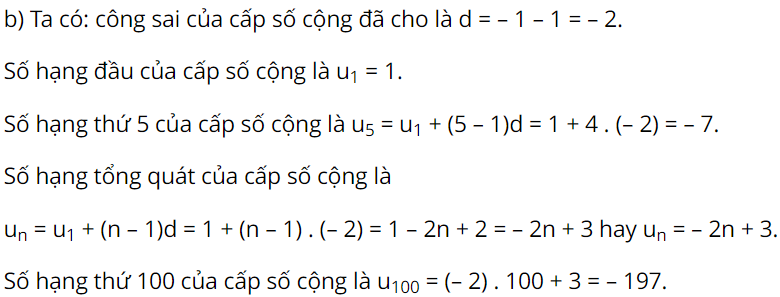 b) Ta có: công sai của cấp số cộng đã cho là d = – 1 – 1 = – 2.
Số hạng đầu của cấp số cộng là u₁ = 1.
Số hạng thứ 5 của cấp số cộng là u₅ = u₁ + (5 – 1)d = 1 + 4 . (– 2) = – 7.
Số hạng tổng quát của cấp số cộng là
uₙ = u₁ + (n – 1)d = 1 + (n – 1) . (– 2) = 1 – 2n + 2 = – 2n + 3 hay uₙ = – 2n + 3.
Số hạng thứ 100 của cấp số cộng là u₁₀₀ = (– 2) . 100 + 3 = – 197.